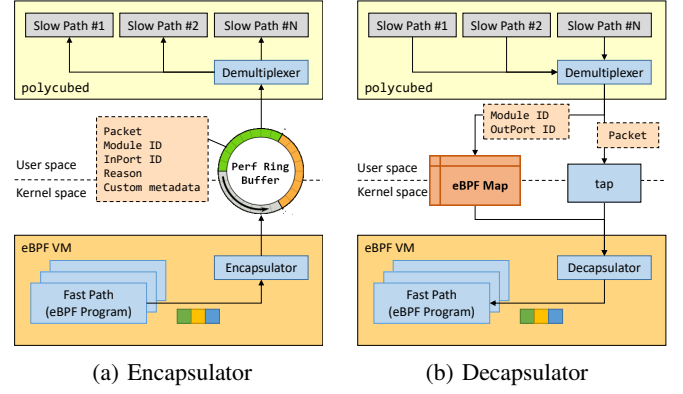 Slow Path #1
Slow Path #2
Slow Path #N
Demultiplexer
polycubed
Packet
Module ID
InPort ID
Reason
Custom metadata
Perf Ring
Buffer
User space
Kernel space
eBPF VM
Encapsulator
Fast Path
(eBPF Program)
(a) Encapsulator
Slow Path #1
Slow Path #2
Slow Path #N
Demultiplexer
polycubed
Module ID
OutPort ID
Packet
User space
Kernel space
eBPF Map
tap
eBPF VM
Decapsulator
Fast Path
(eBPF Program)
(b) Decapsulator